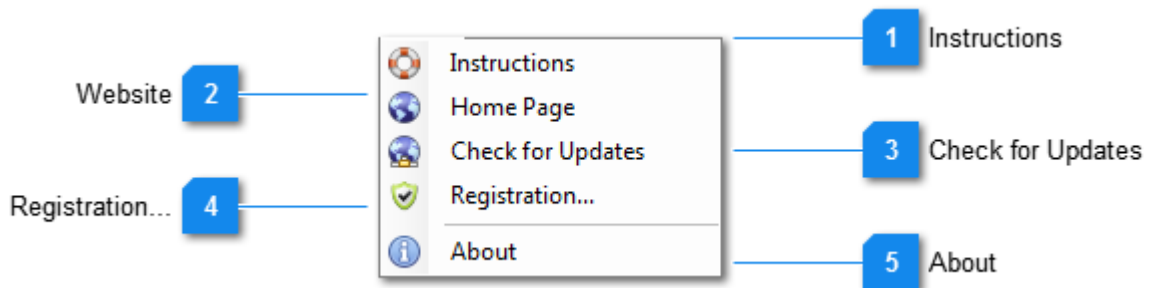 1 Instructions
Instructions
Website 2
Home Page
Check for Updates
3 Check for Updates
Registration... 4
Registration...
About
5 About